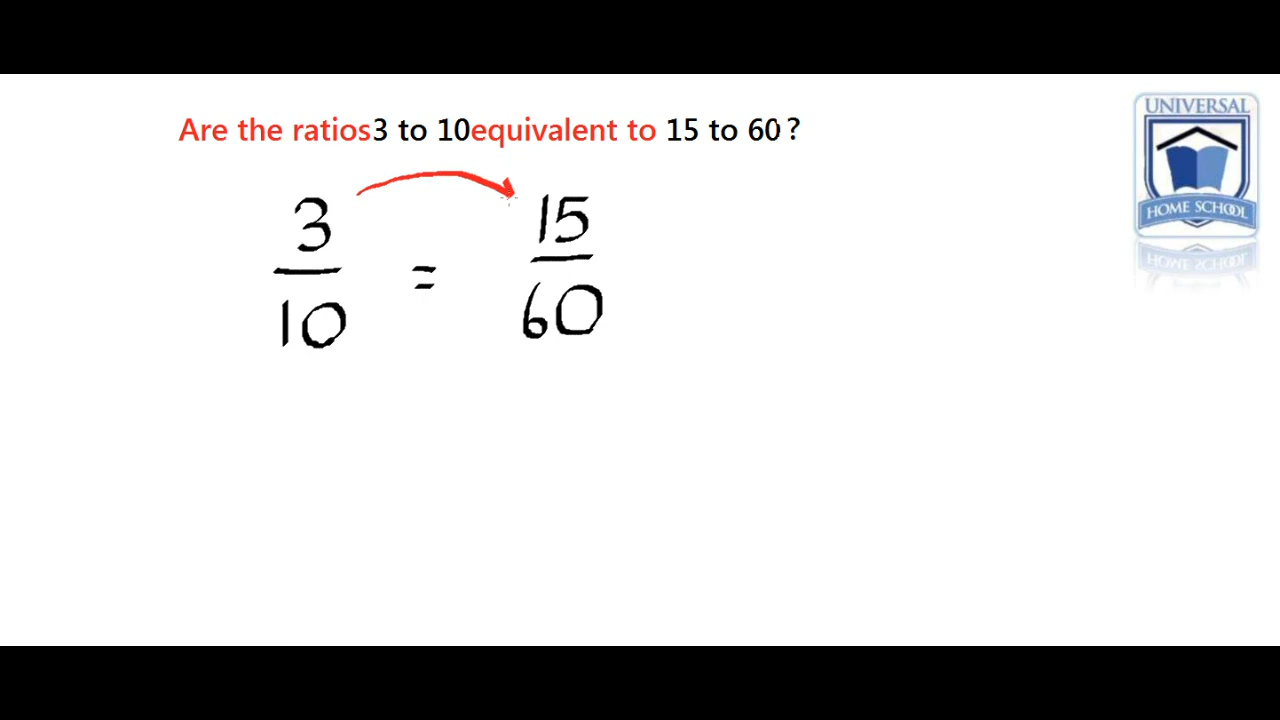 Are the ratios3 to 10equivalent to 15 to 60?
3/10 = 15/60
UNIVERSAL
HOME SCHOOL